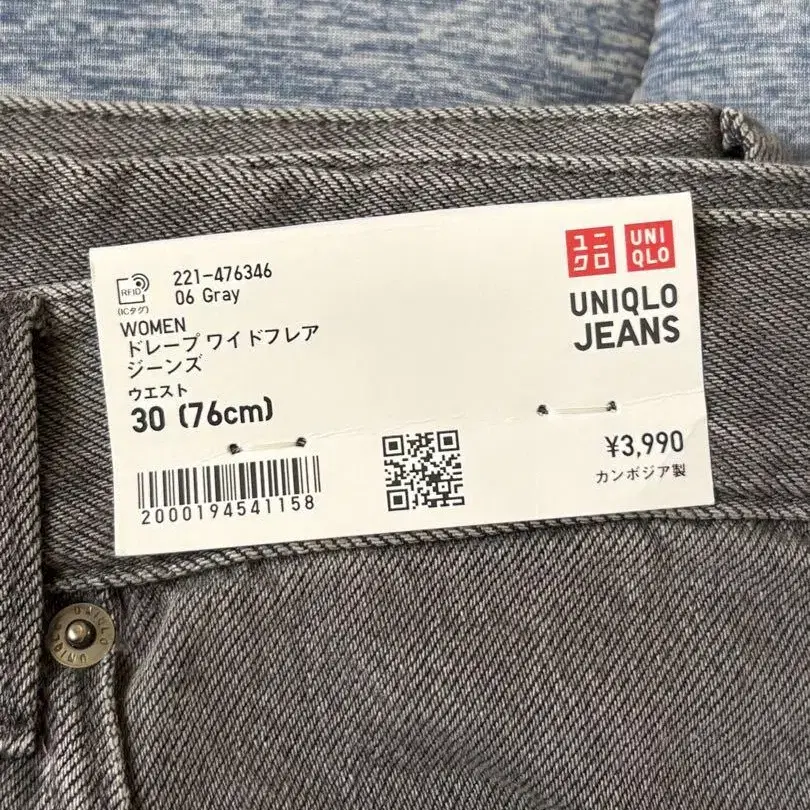 RFID
(ICタグ)
221-476346
06 Gray
WOMEN
ドレープ ワイドフレア
ジーンズ
ウエスト
30 (76cm)
2000194541158
ユニ
クロ
UNI
QLO
UNIQLO
JEANS
¥3,990
カンボジア製
UNIQLO
UNIQLO